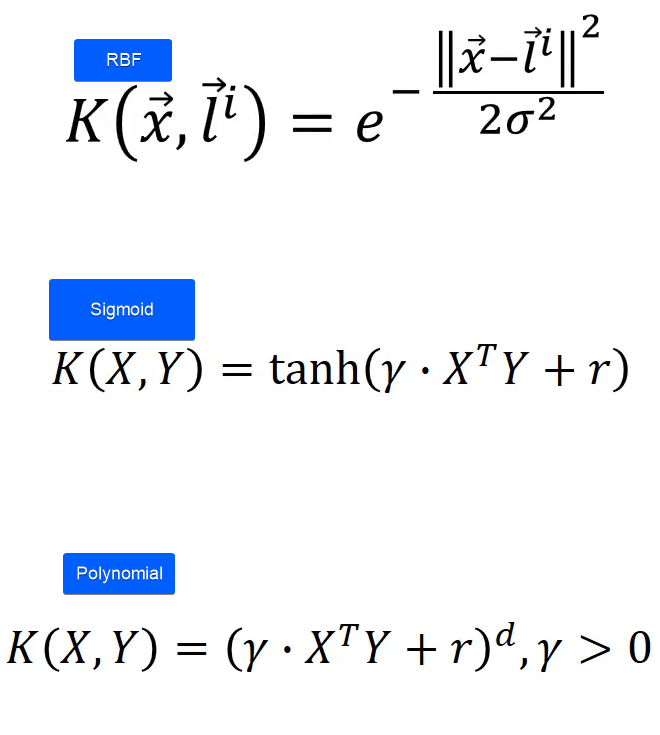 RBF
K(x⃗, l⃗ⁱ) = e^(-‖x⃗-l⃗ⁱ‖²/2σ²)
Sigmoid
K(X, Y) = tanh(γ · XᵀY + r)
Polynomial
K(X, Y) = (γ · XᵀY + r)ᵈ, γ > 0